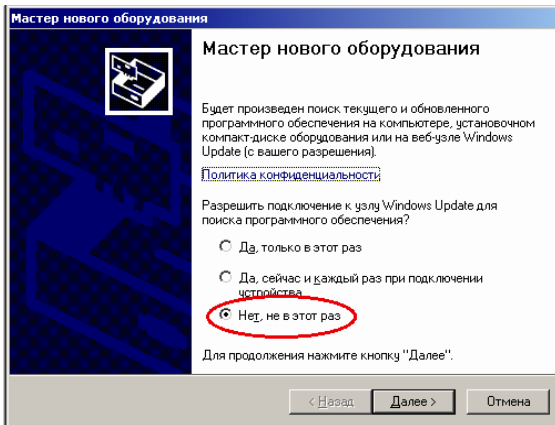 Мастер нового оборудования
Мастер нового оборудования
Будет произведен поиск текущего и обновленного
программного обеспечения на компьютере, установочном
компакт-диске оборудования или на веб-узле Windows
Update (с вашего разрешения).
Политика конфиденциальности
Разрешить подключение к узлу Windows Update для
поиска программного обеспечения?
Да, только в этот раз
Да, сейчас и каждый раз при подключении
устройства
Нет, не в этот раз
Для продолжения нажмите кнопку "Далее".
< Назад Далее > Отмена